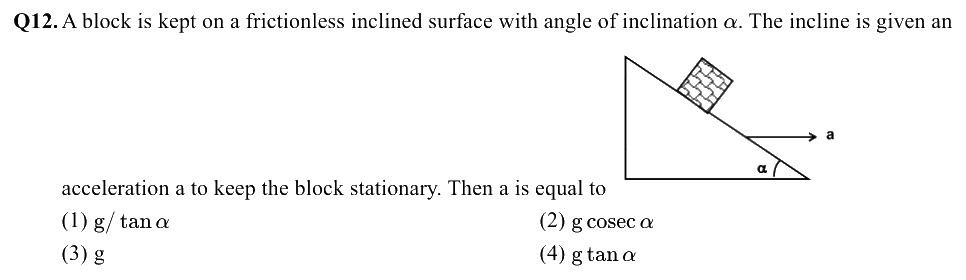 Q12. A block is kept on a frictionless inclined surface with angle of inclination α. The incline is given an
a
α
acceleration a to keep the block stationary. Then a is equal to
(1) g/ tan α
(2) g cosec α
(3) g
(4) g tan α